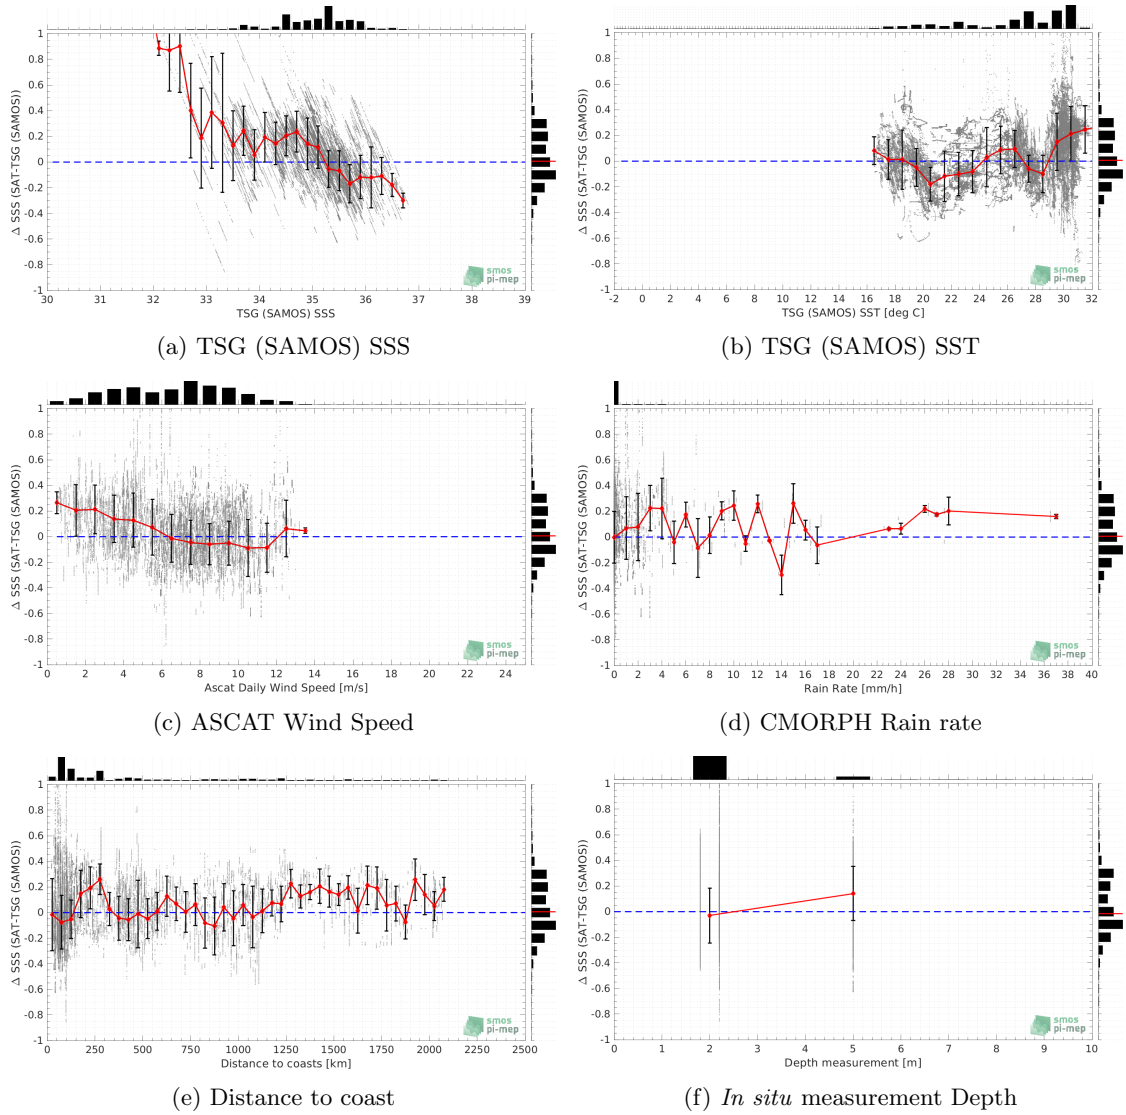 1
0.8
0.6
0.4
0.2
0
-0.2
-0.4
-0.6
-0.8
-1
Δ SSS (SAT-TSG (SAMOS))
30 31 32 33 34 35 36 37 38 39
TSG (SAMOS) SSS
smos
pi-mep
(a) TSG (SAMOS) SSS
1
0.8
0.6
0.4
0.2
0
-0.2
-0.4
-0.6
-0.8
-1
Δ SSS (SAT-TSG (SAMOS))
-2 0 2 4 6 8 10 12 14 16 18 20 22 24 26 28 30 32
TSG (SAMOS) SST [deg C]
smos
pi-mep
(b) TSG (SAMOS) SST
1
0.8
0.6
0.4
0.2
0
-0.2
-0.4
-0.6
-0.8
-1
Δ SSS (SAT-TSG (SAMOS))
0 2 4 6 8 10 12 14 16 18 20 22 24
Ascat Daily Wind Speed [m/s]
smos
pi-mep
(c) ASCAT Wind Speed
1
0.8
0.6
0.4
0.2
0
-0.2
-0.4
-0.6
-0.8
-1
Δ SSS (SAT-TSG (SAMOS))
0 2 4 6 8 10 12 14 16 18 20 22 24 26 28 30 32 34 36 38 40
Rain Rate [mm/h]
smos
pi-mep
(d) CMORPH Rain rate
1
0.8
0.6
0.4
0.2
0
-0.2
-0.4
-0.6
-0.8
-1
Δ SSS (SAT-TSG (SAMOS))
0 250 500 750 1000 1250 1500 1750 2000 2250 2500
Distance to coasts [km]
smos
pi-mep
(e) Distance to coast
1
0.8
0.6
0.4
0.2
0
-0.2
-0.4
-0.6
-0.8
-1
Δ SSS (SAT-TSG (SAMOS))
0 1 2 3 4 5 6 7 8 9 10
Depth measurement [m]
smos
pi-mep
(f) In situ measurement Depth